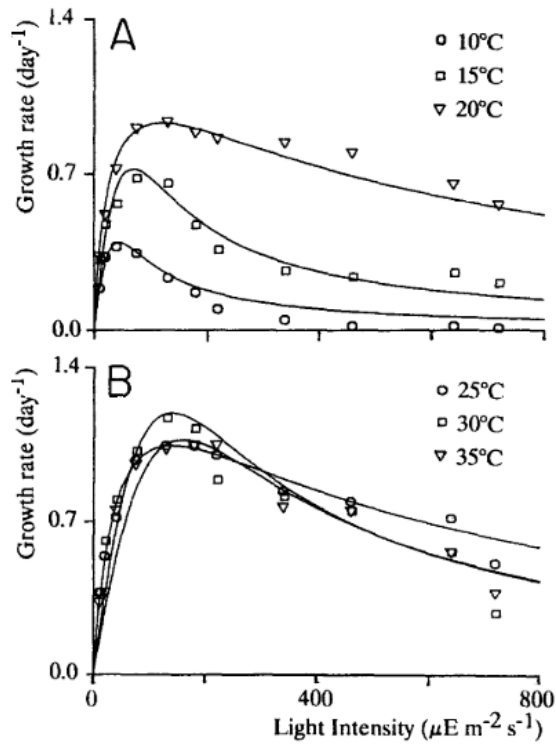 1.4
A
10°C
15°C
20°C
Growth rate (day-1)
0.7
0.0
1.4
B
25°C
30°C
35°C
Growth rate (day-1)
0.7
0.0
0
400
800
Light Intensity (μE m-2 s-1)